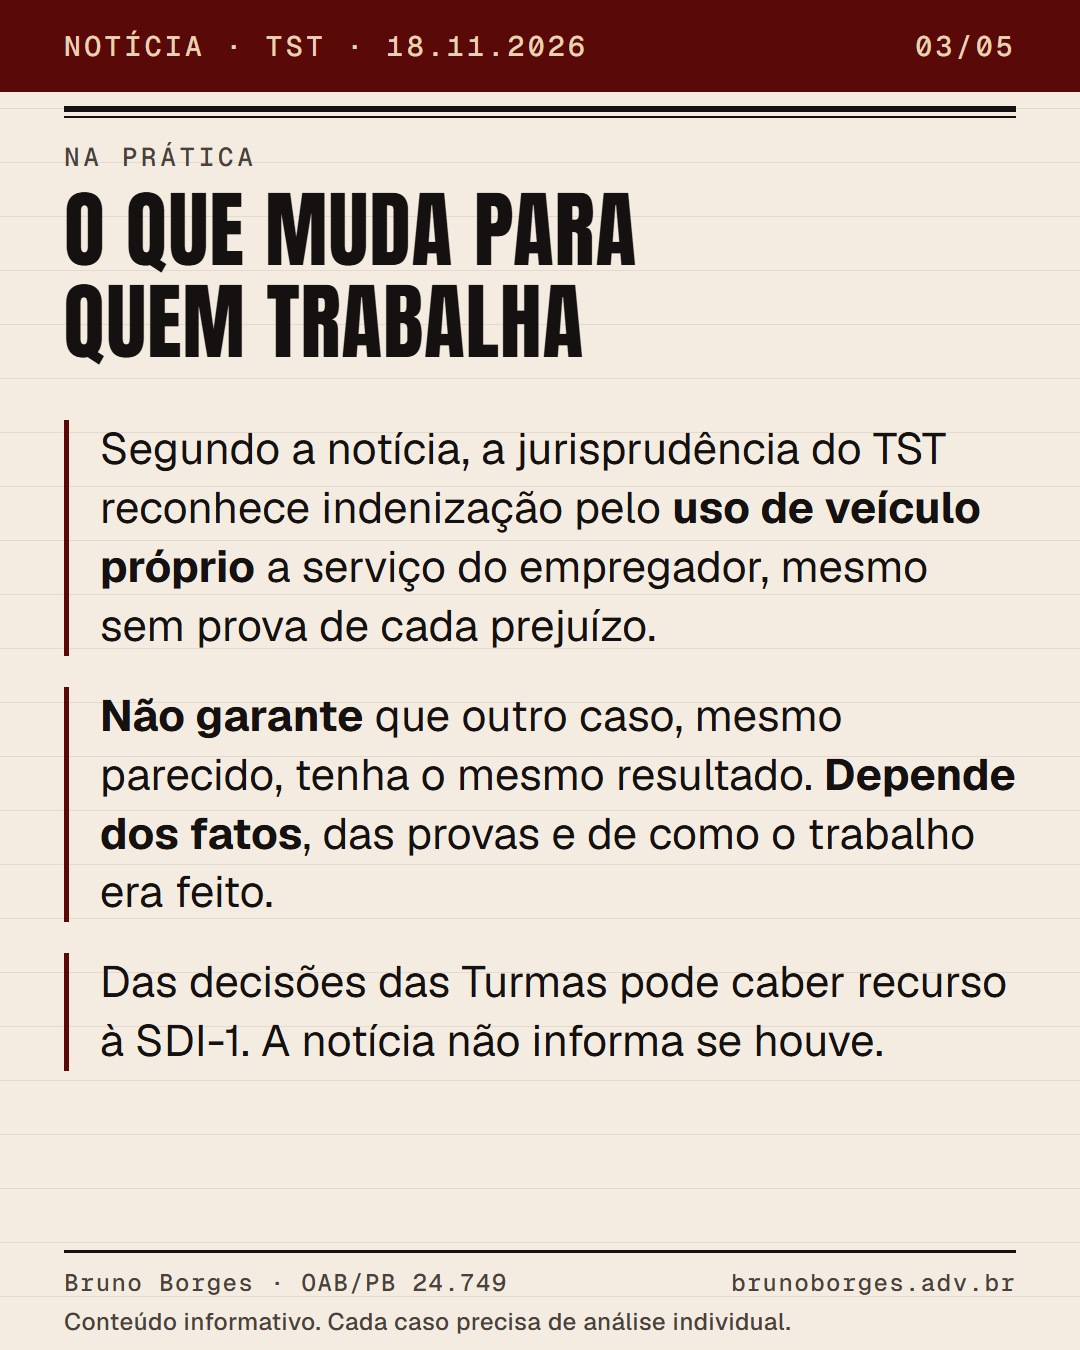 NOTÍCIA · TST · 18.11.2026 03/05
NA PRÁTICA
O QUE MUDA PARA
QUEM TRABALHA
Segundo a notícia, a jurisprudência do TST
reconhece indenização pelo uso de veículo
próprio a serviço do empregador, mesmo
sem prova de cada prejuízo.
Não garante que outro caso, mesmo
parecido, tenha o mesmo resultado. Depende
dos fatos, das provas e de como o trabalho
era feito.
Das decisões das Turmas pode caber recurso
à SDI-1. A notícia não informa se houve.
Bruno Borges · OAB/PB 24.749 brunoborges.adv.br
Conteúdo informativo. Cada caso precisa de análise individual.